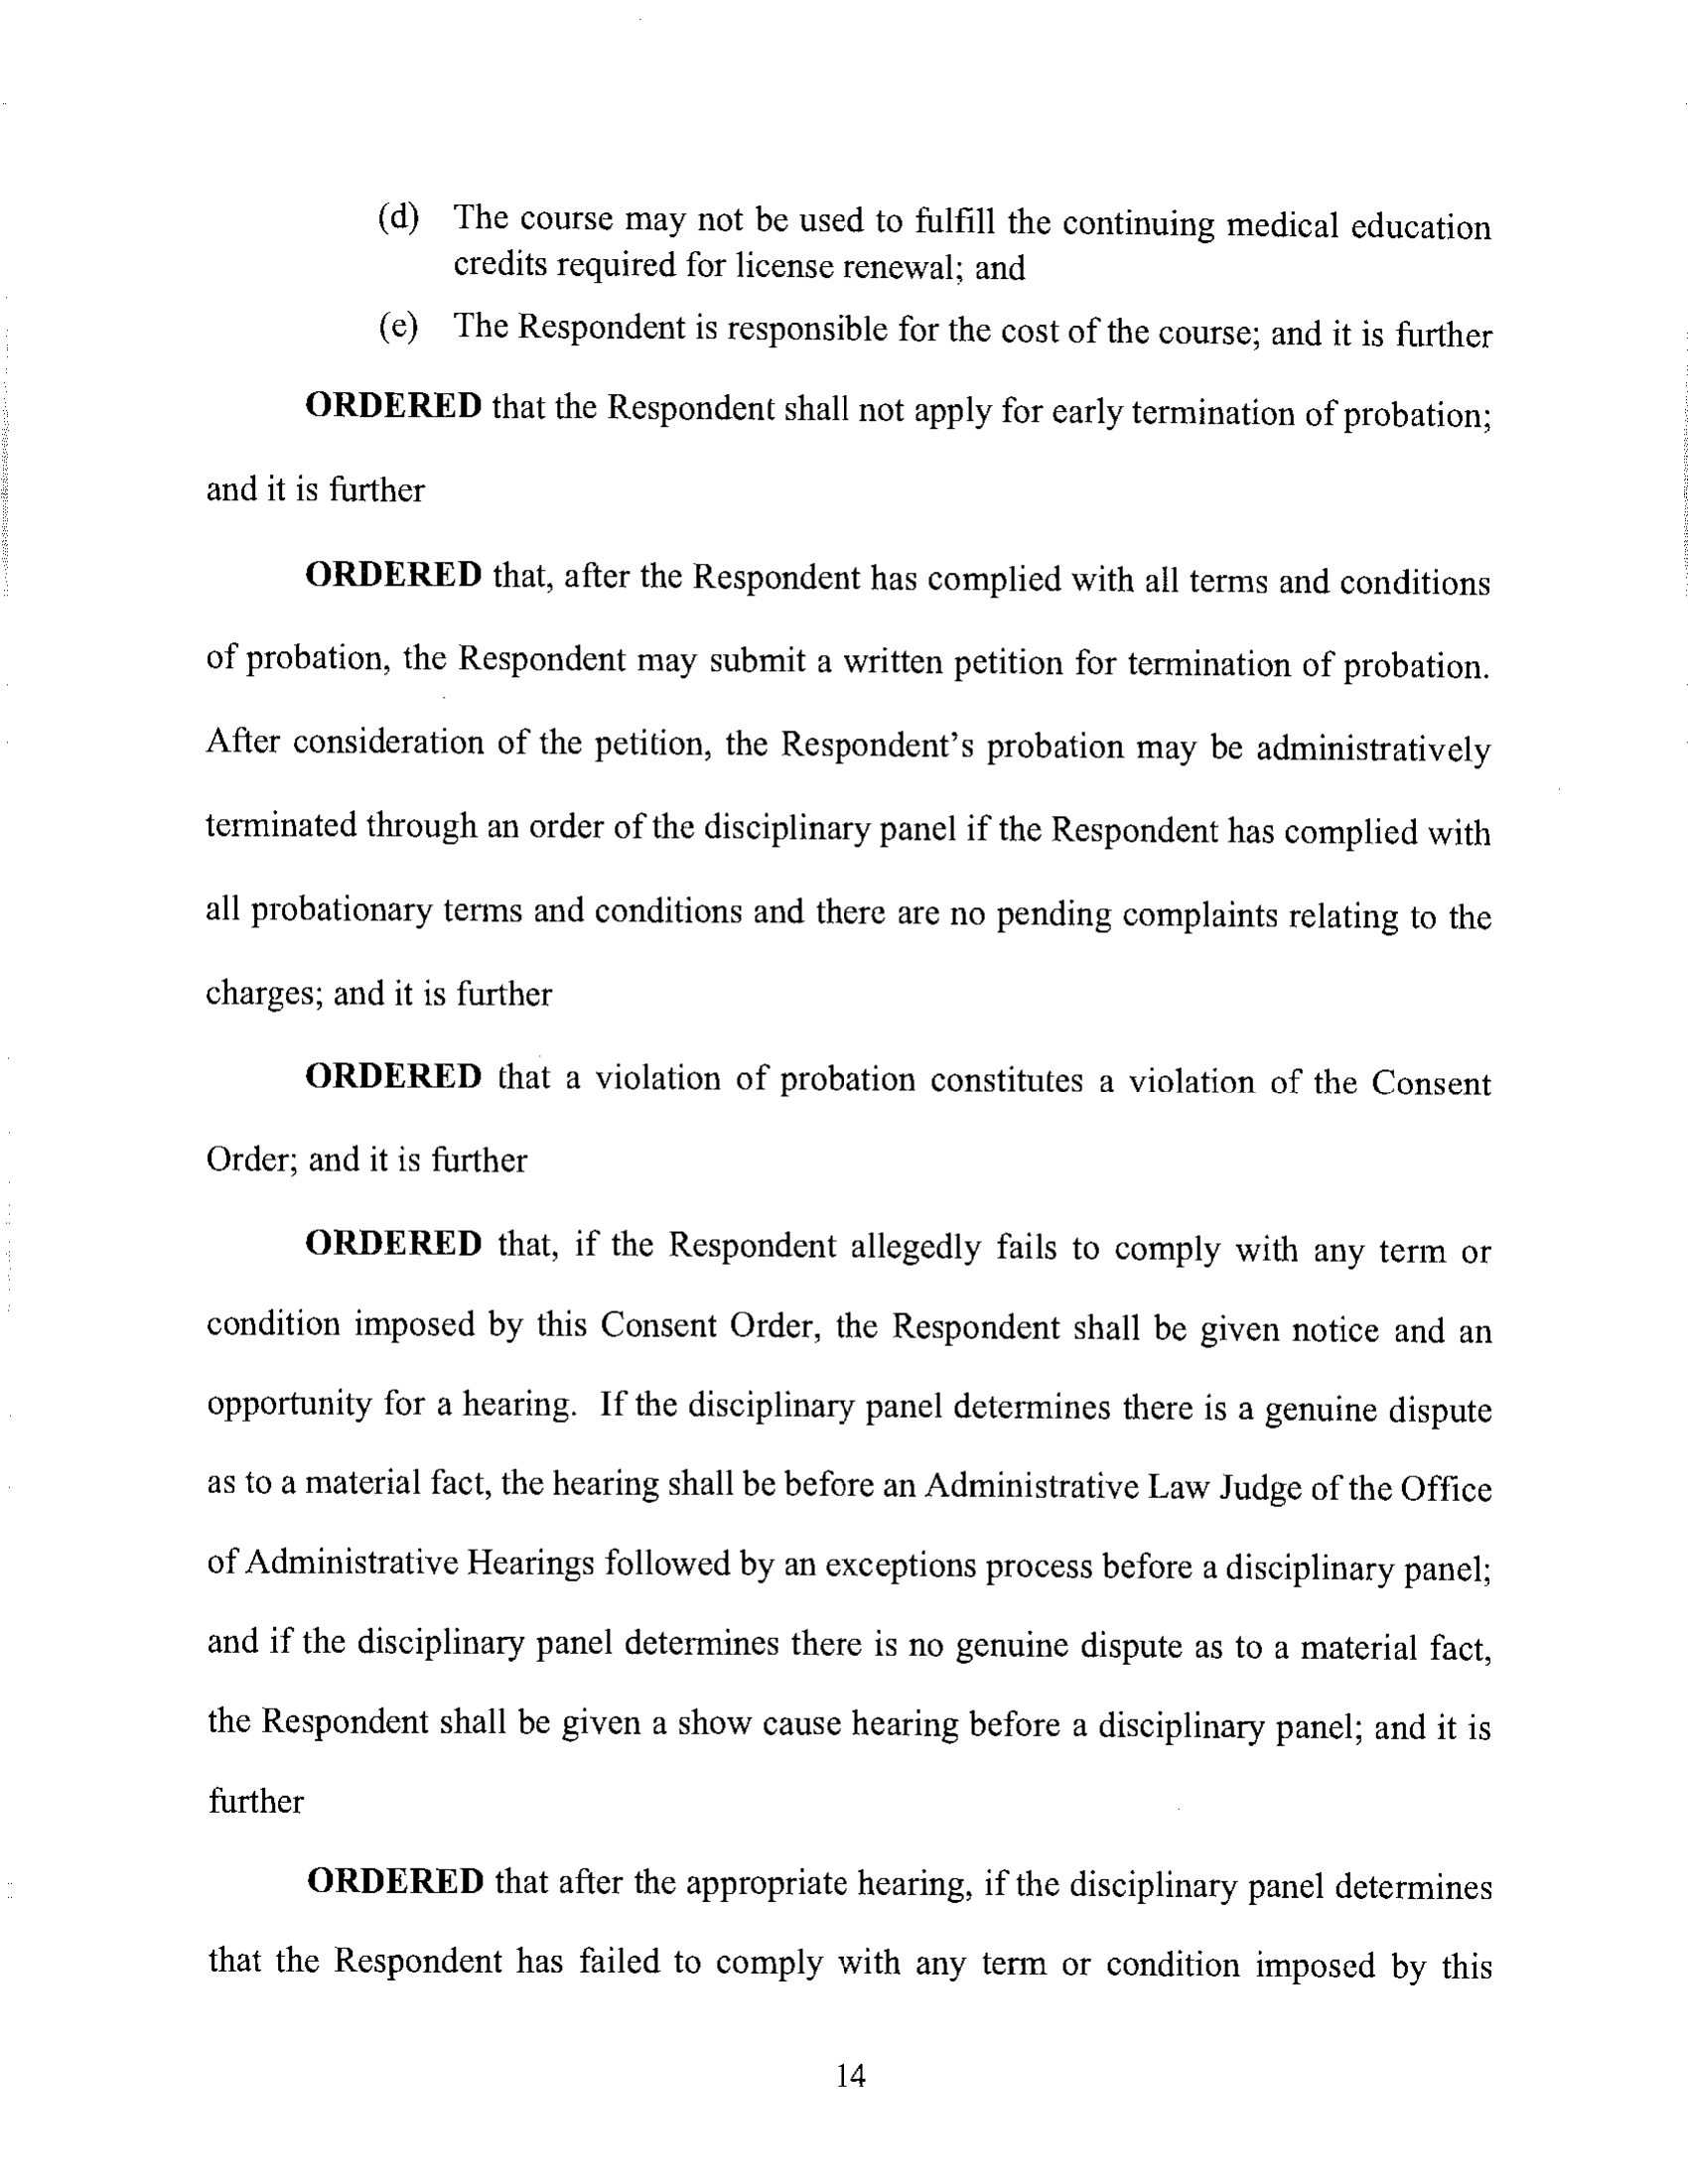 (d) The course may not be used to fulfill the continuing medical education
credits required for license renewal; and
(e) The Respondent is responsible for the cost of the course; and it is further
ORDERED that the Respondent shall not apply for early termination of probation;
and it is further
ORDERED that, after the Respondent has complied with all terms and conditions
of probation, the Respondent may submit a written petition for termination of probation.
After consideration of the petition, the Respondent's probation may be administratively
terminated through an order of the disciplinary panel if the Respondent has complied with
all probationary terms and conditions and there are no pending complaints relating to the
charges; and it is further
ORDERED that a violation of probation constitutes a violation of the Consent
Order; and it is further
ORDERED that, if the Respondent allegedly fails to comply with any term or
condition imposed by this Consent Order, the Respondent shall be given notice and an
opportunity for a hearing. If the disciplinary panel determines there is a genuine dispute
as to a material fact, the hearing shall be before an Administrative Law Judge of the Office
of Administrative Hearings followed by an exceptions process before a disciplinary panel;
and if the disciplinary panel determines there is no genuine dispute as to a material fact,
the Respondent shall be given a show cause hearing before a disciplinary panel; and it is
further
ORDERED that after the appropriate hearing, if the disciplinary panel determines
that the Respondent has failed to comply with any term or condition imposed by this
14